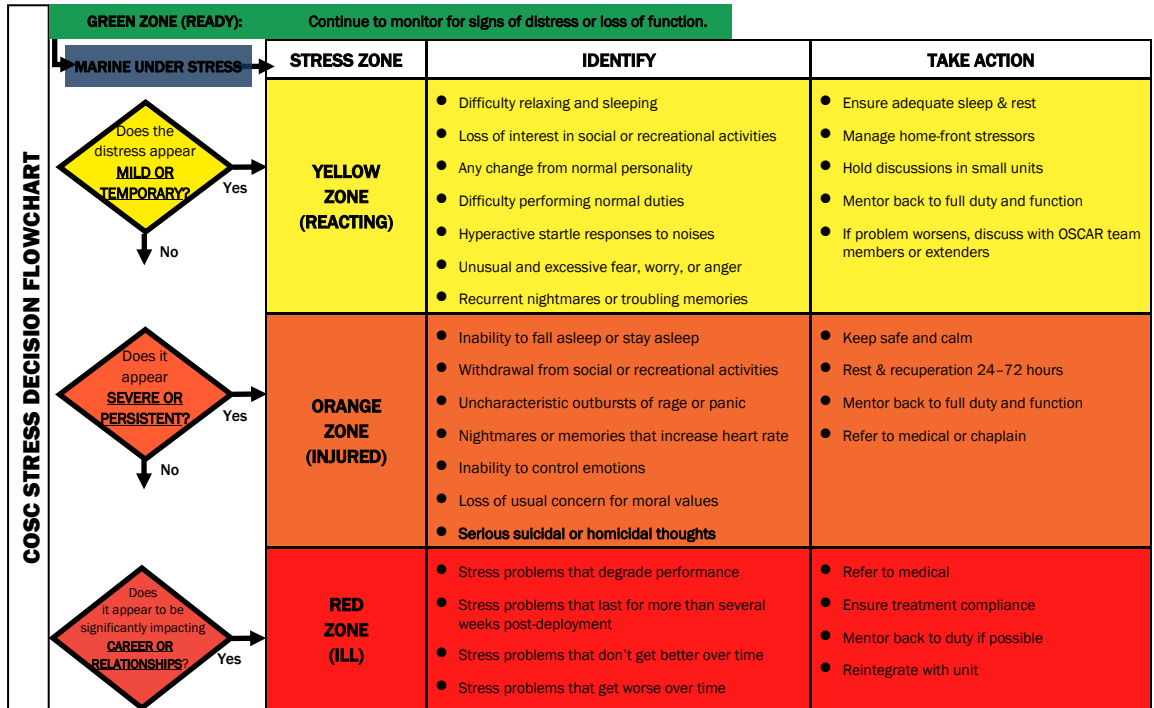 GREEN ZONE (READY): Continue to monitor for signs of distress or loss of function.
COSC STRESS DECISION FLOWCHART
MARINE UNDER STRESS
STRESS ZONE
IDENTIFY
TAKE ACTION
Does the
distress appear
MILD OR
TEMPORARY?
Yes
No
YELLOW
ZONE
(REACTING)
● Difficulty relaxing and sleeping
● Loss of interest in social or recreational activities
● Any change from normal personality
● Difficulty performing normal duties
● Hyperactive startle responses to noises
● Unusual and excessive fear, worry, or anger
● Recurrent nightmares or troubling memories
● Ensure adequate sleep & rest
● Manage home-front stressors
● Hold discussions in small units
● Mentor back to full duty and function
● If problem worsens, discuss with OSCAR team
members or extenders
Does it
appear
SEVERE OR
PERSISTENT?
Yes
No
ORANGE
ZONE
(INJURED)
● Inability to fall asleep or stay asleep
● Withdrawal from social or recreational activities
● Uncharacteristic outbursts of rage or panic
● Nightmares or memories that increase heart rate
● Inability to control emotions
● Loss of usual concern for moral values
● Serious suicidal or homicidal thoughts
● Keep safe and calm
● Rest & recuperation 24–72 hours
● Mentor back to full duty and function
● Refer to medical or chaplain
Does
it appear to be
significantly impacting
CAREER OR
RELATIONSHIPS?
Yes
RED
ZONE
(ILL)
● Stress problems that degrade performance
● Stress problems that last for more than several
weeks post-deployment
● Stress problems that don't get better over time
● Stress problems that get worse over time
● Refer to medical
● Ensure treatment compliance
● Mentor back to duty if possible
● Reintegrate with unit